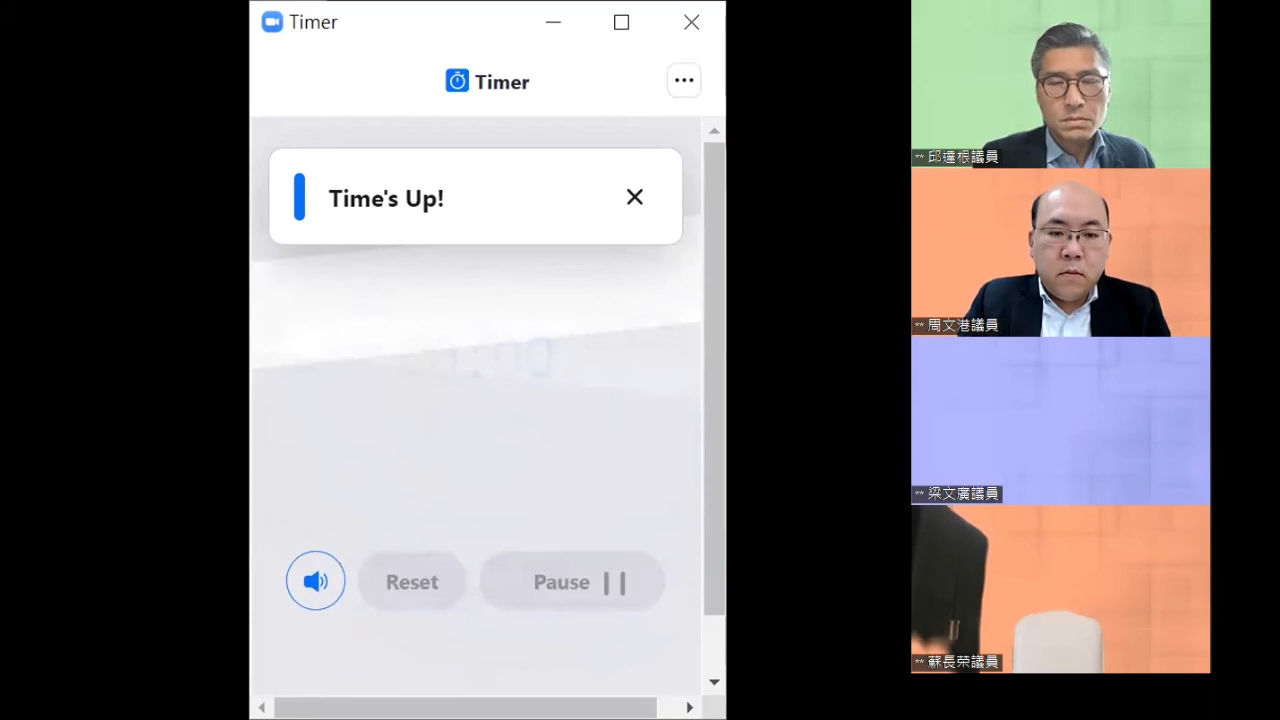 Timer
Timer
Time's Up!
Reset
Pause
** 邱達根議員
** 周文港議員
** 梁文廣議員
** 蘇長荣議員